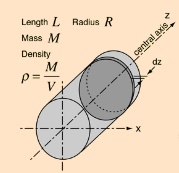 Length L Radius R
Mass M
Density
ρ = M/V
z
central axis
dz
x